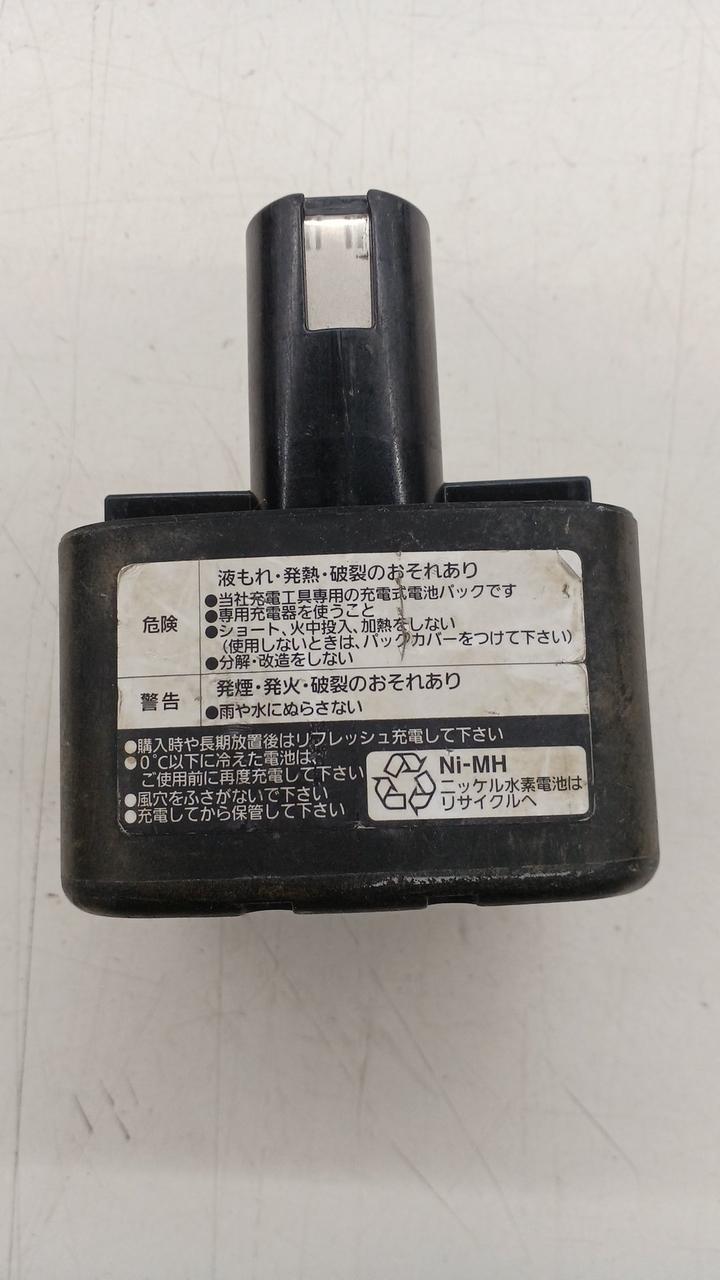 危険
液もれ・発熱・破裂のおそれあり
●当社充電工具専用の充電式電池パックです
●専用充電器を使うこと
●ショート、火中投入、加熱をしない
（使用しないときは、パックカバーをつけて下さい）
●分解・改造をしない
警告
発煙・発火・破裂のおそれあり
●雨や水にぬらさない
●購入時や長期放置後はリフレッシュ充電して下さい
●0℃以下に冷えた電池は、
ご使用前に再度充電して下さい
●風穴をふさがないで下さい
●充電してから保管して下さい
Ni-MH
ニッケル水素電池は
リサイクルへ